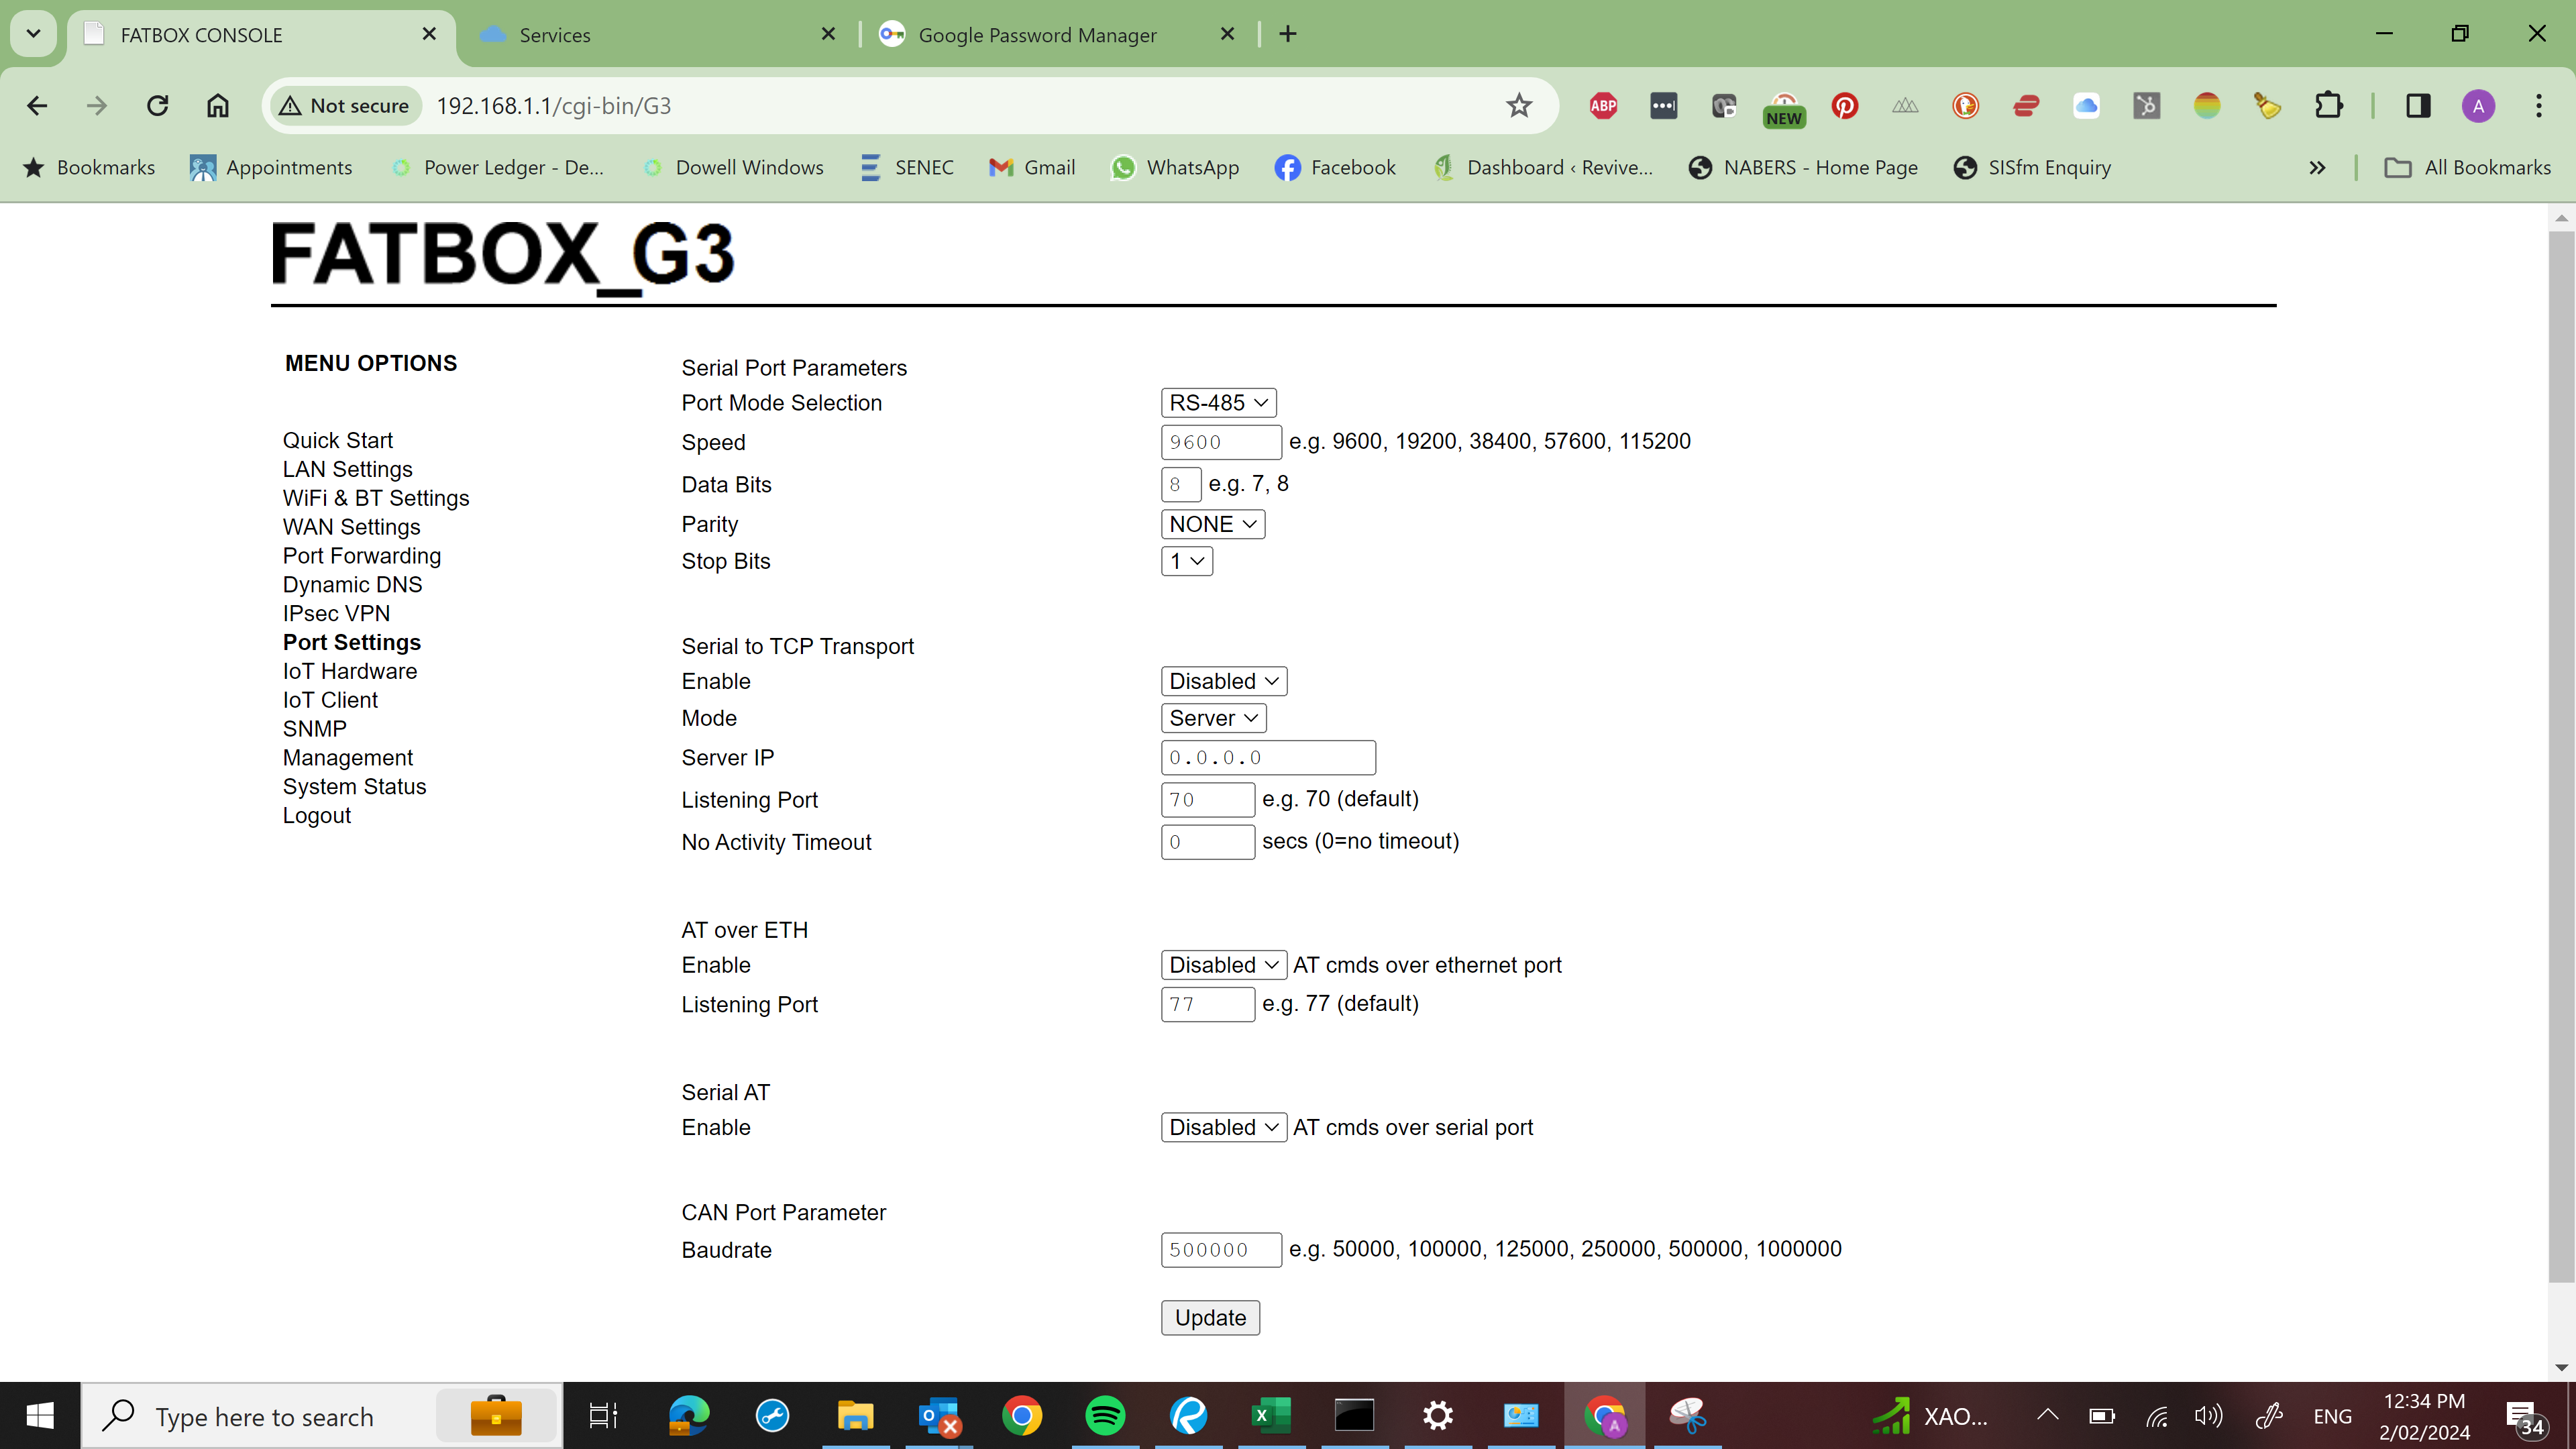 FATBOX CONSOLE
Services
Google Password Manager
Not secure
192.168.1.1/cgi-bin/G3
ABP
NEW
A
Bookmarks
Appointments
Power Ledger - De...
Dowell Windows
SENEC
Gmail
WhatsApp
Facebook
Dashboard ‹ Revive...
NABERS - Home Page
SISfm Enquiry
All Bookmarks
FATBOX_G3
MENU OPTIONS
Quick Start
LAN Settings
WiFi & BT Settings
WAN Settings
Port Forwarding
Dynamic DNS
IPsec VPN
Port Settings
IoT Hardware
IoT Client
SNMP
Management
System Status
Logout
Serial Port Parameters
Port Mode Selection RS-485
Speed 9600 e.g. 9600, 19200, 38400, 57600, 115200
Data Bits 8 e.g. 7, 8
Parity NONE
Stop Bits 1
Serial to TCP Transport
Enable Disabled
Mode Server
Server IP 0.0.0.0
Listening Port 70 e.g. 70 (default)
No Activity Timeout 0 secs (0=no timeout)
AT over ETH
Enable Disabled AT cmds over ethernet port
Listening Port 77 e.g. 77 (default)
Serial AT
Enable Disabled AT cmds over serial port
CAN Port Parameter
Baudrate 500000 e.g. 50000, 100000, 125000, 250000, 500000, 1000000
Update
Type here to search
XAO...
ENG
12:34 PM
2/02/2024
34